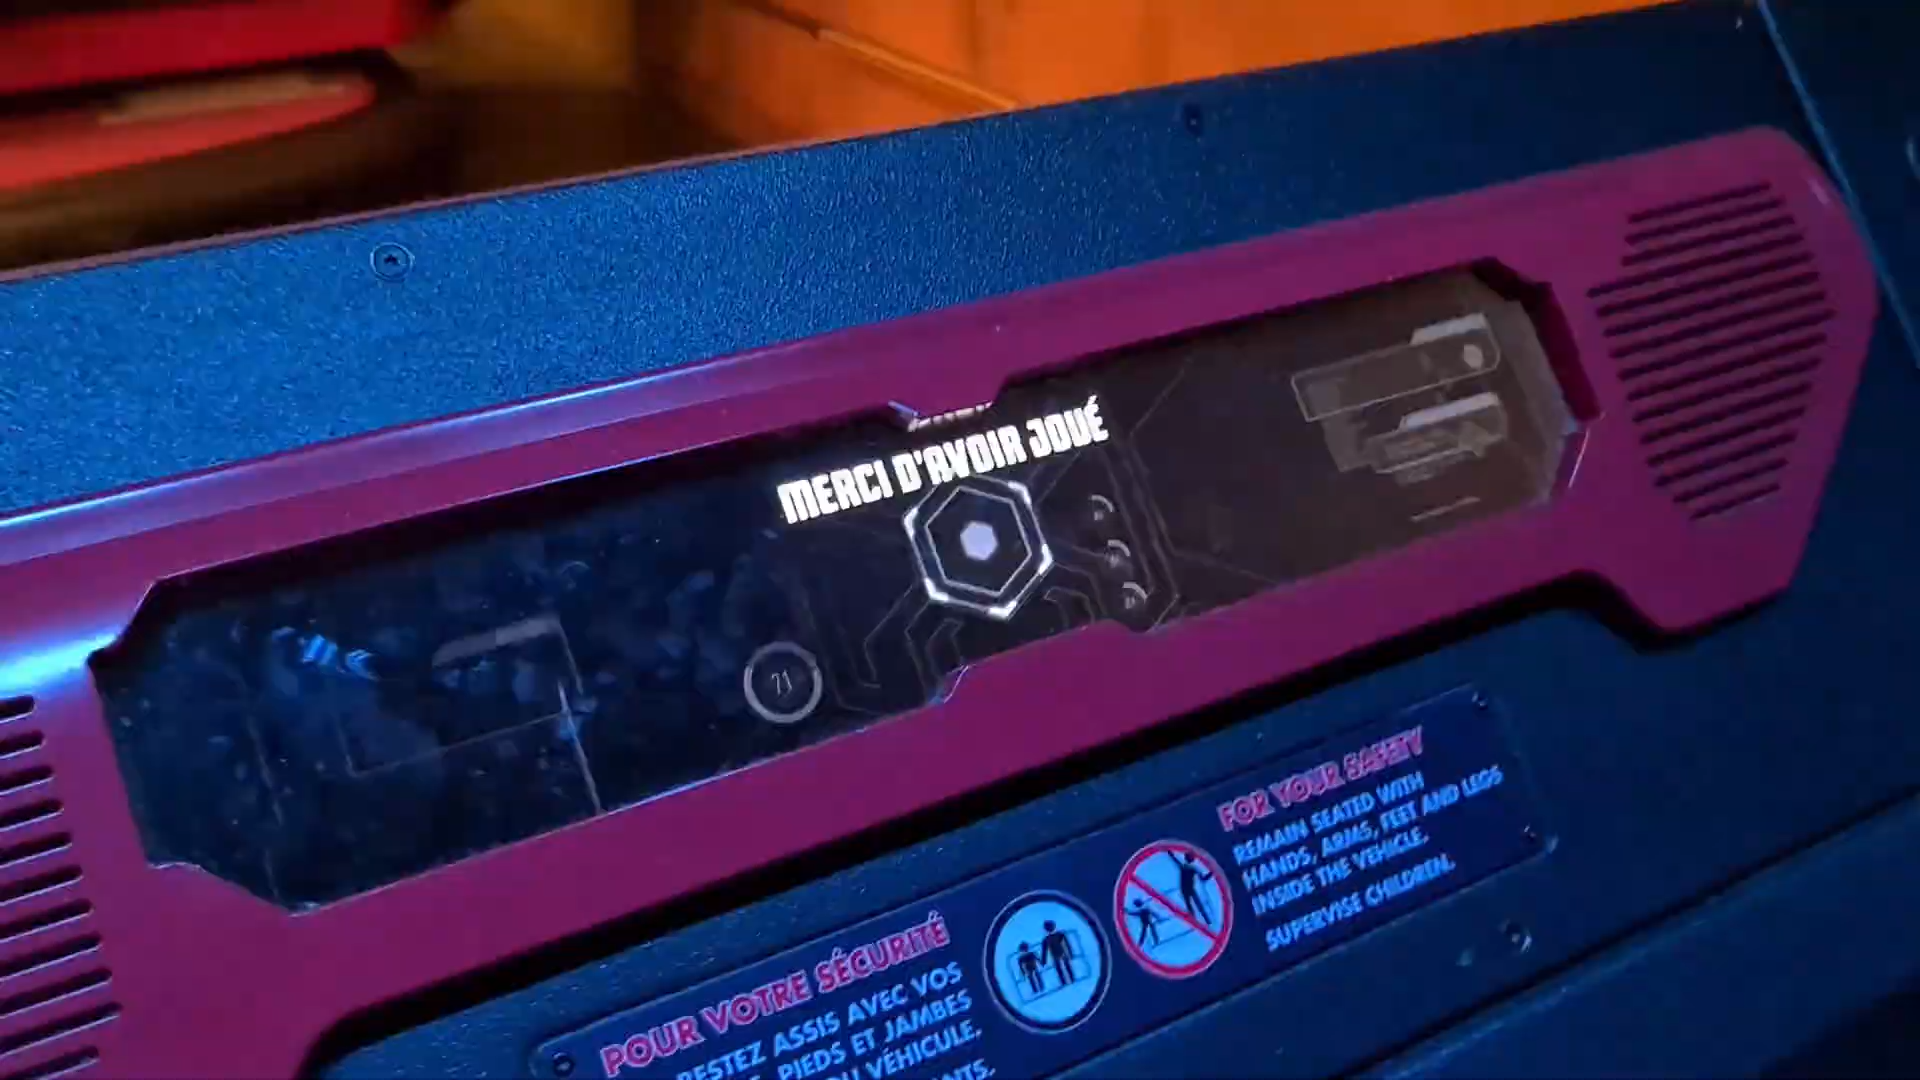 MERCI D'AVOIR JOUÉ
POUR VOTRE SÉCURITÉ
RESTEZ ASSIS AVEC VOS
PIEDS ET JAMBES
VÉHICULE.
FOR YOUR SAFETY
REMAIN SEATED WITH
HANDS, ARMS, FEET AND LEGS
INSIDE THE VEHICLE.
SUPERVISE CHILDREN.